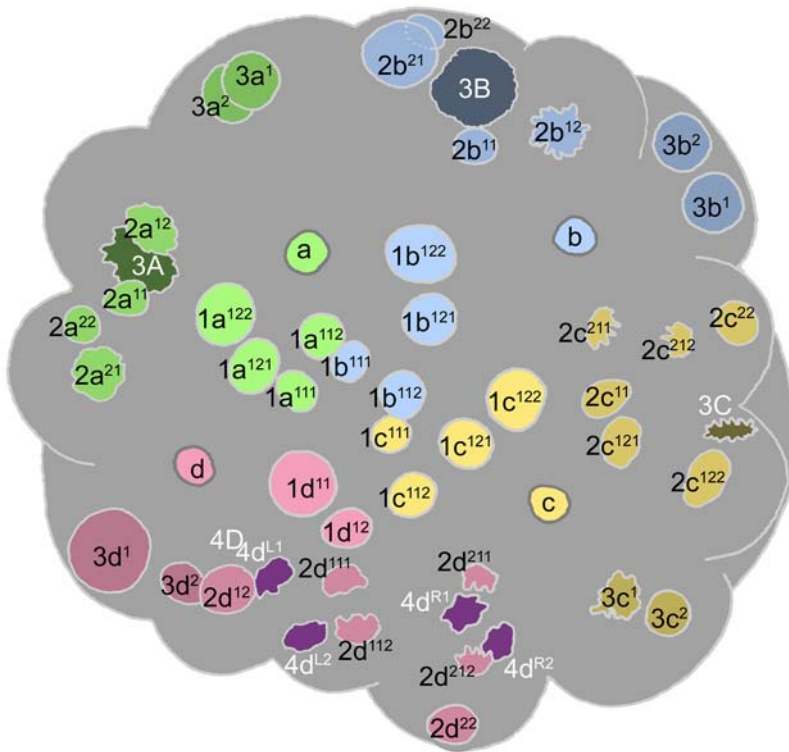 2b²²
3a¹
2b²¹
3a²
3B
2b¹²
2b¹¹
3b²
3b¹
2a¹²
a
1b¹²²
b
3A
2a¹¹
1a¹²²
2a²²
1a¹¹²
1b¹²¹
2c²¹¹
2c²²
2c²¹²
1a¹²¹
1b¹¹¹
2a²¹
1a¹¹¹
1b¹¹²
1c¹²²
2c¹¹
3C
1c¹¹¹
1c¹²¹
2c¹²¹
d
1d¹¹
1c¹¹²
c
2c¹²²
1d¹²
3d¹
4D
4d^L1
2d¹¹¹
2d²¹¹
3d²
2d¹²
4d^R1
3c¹
3c²
4d^L2
2d¹¹²
2d²¹²
4d^R2
2d²²